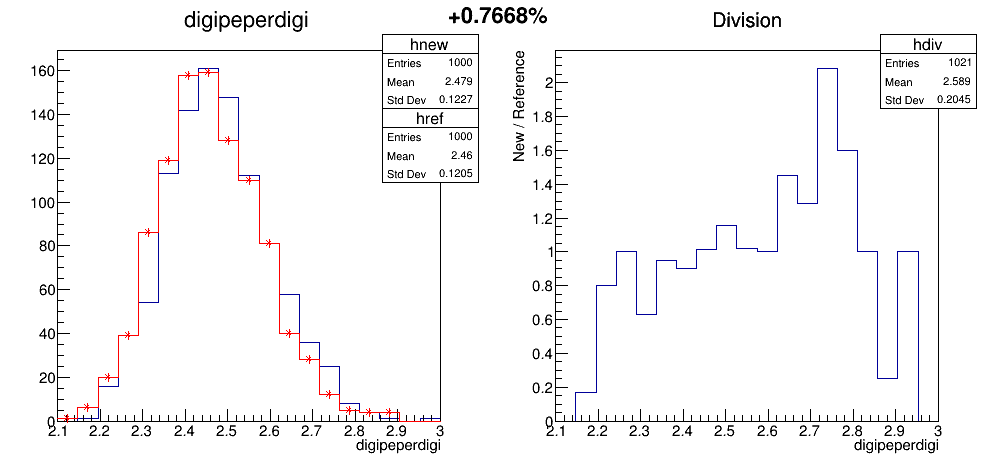 digipeperdigi
+0.7668%
Division
hnew
Entries 1000
Mean 2.479
Std Dev 0.1227
href
Entries 1000
Mean 2.46
Std Dev 0.1205
160
140
120
100
80
60
40
20
0
2.1 2.2 2.3 2.4 2.5 2.6 2.7 2.8 2.9 3
digipeperdigi
hdiv
Entries 1021
Mean 2.589
Std Dev 0.2045
New / Reference
2
1.8
1.6
1.4
1.2
1
0.8
0.6
0.4
0.2
0
2.1 2.2 2.3 2.4 2.5 2.6 2.7 2.8 2.9 3
digipeperdigi